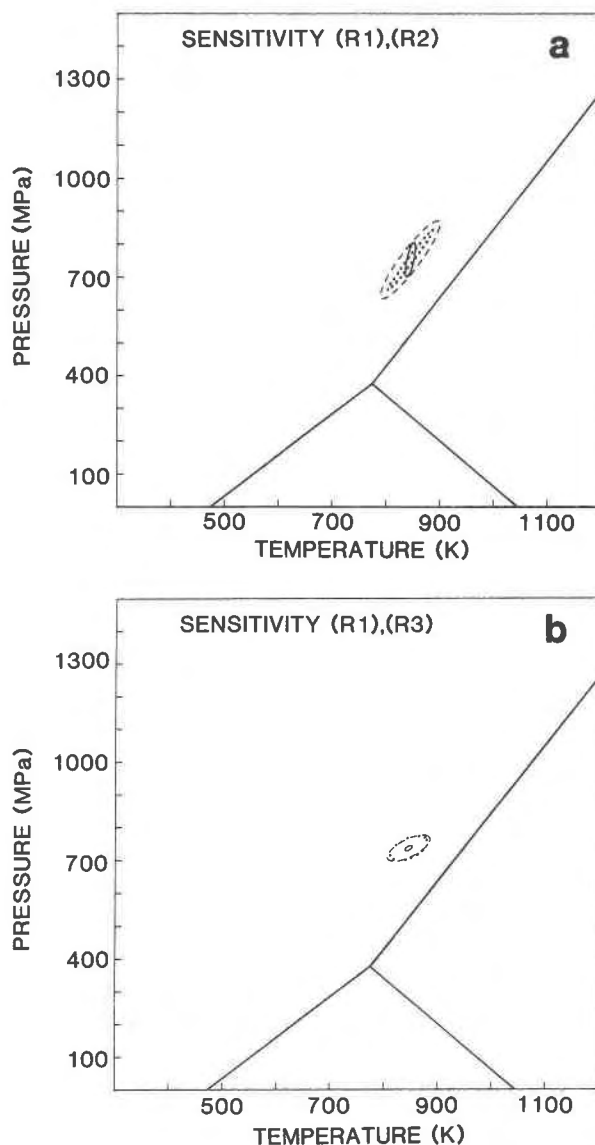 SENSITIVITY (R1),(R2)
a
1300
1000
700
400
100
PRESSURE (MPa)
500 700 900 1100
TEMPERATURE (K)
SENSITIVITY (R1),(R3)
b
1300
1000
700
400
100
PRESSURE (MPa)
500 700 900 1100
TEMPERATURE (K)